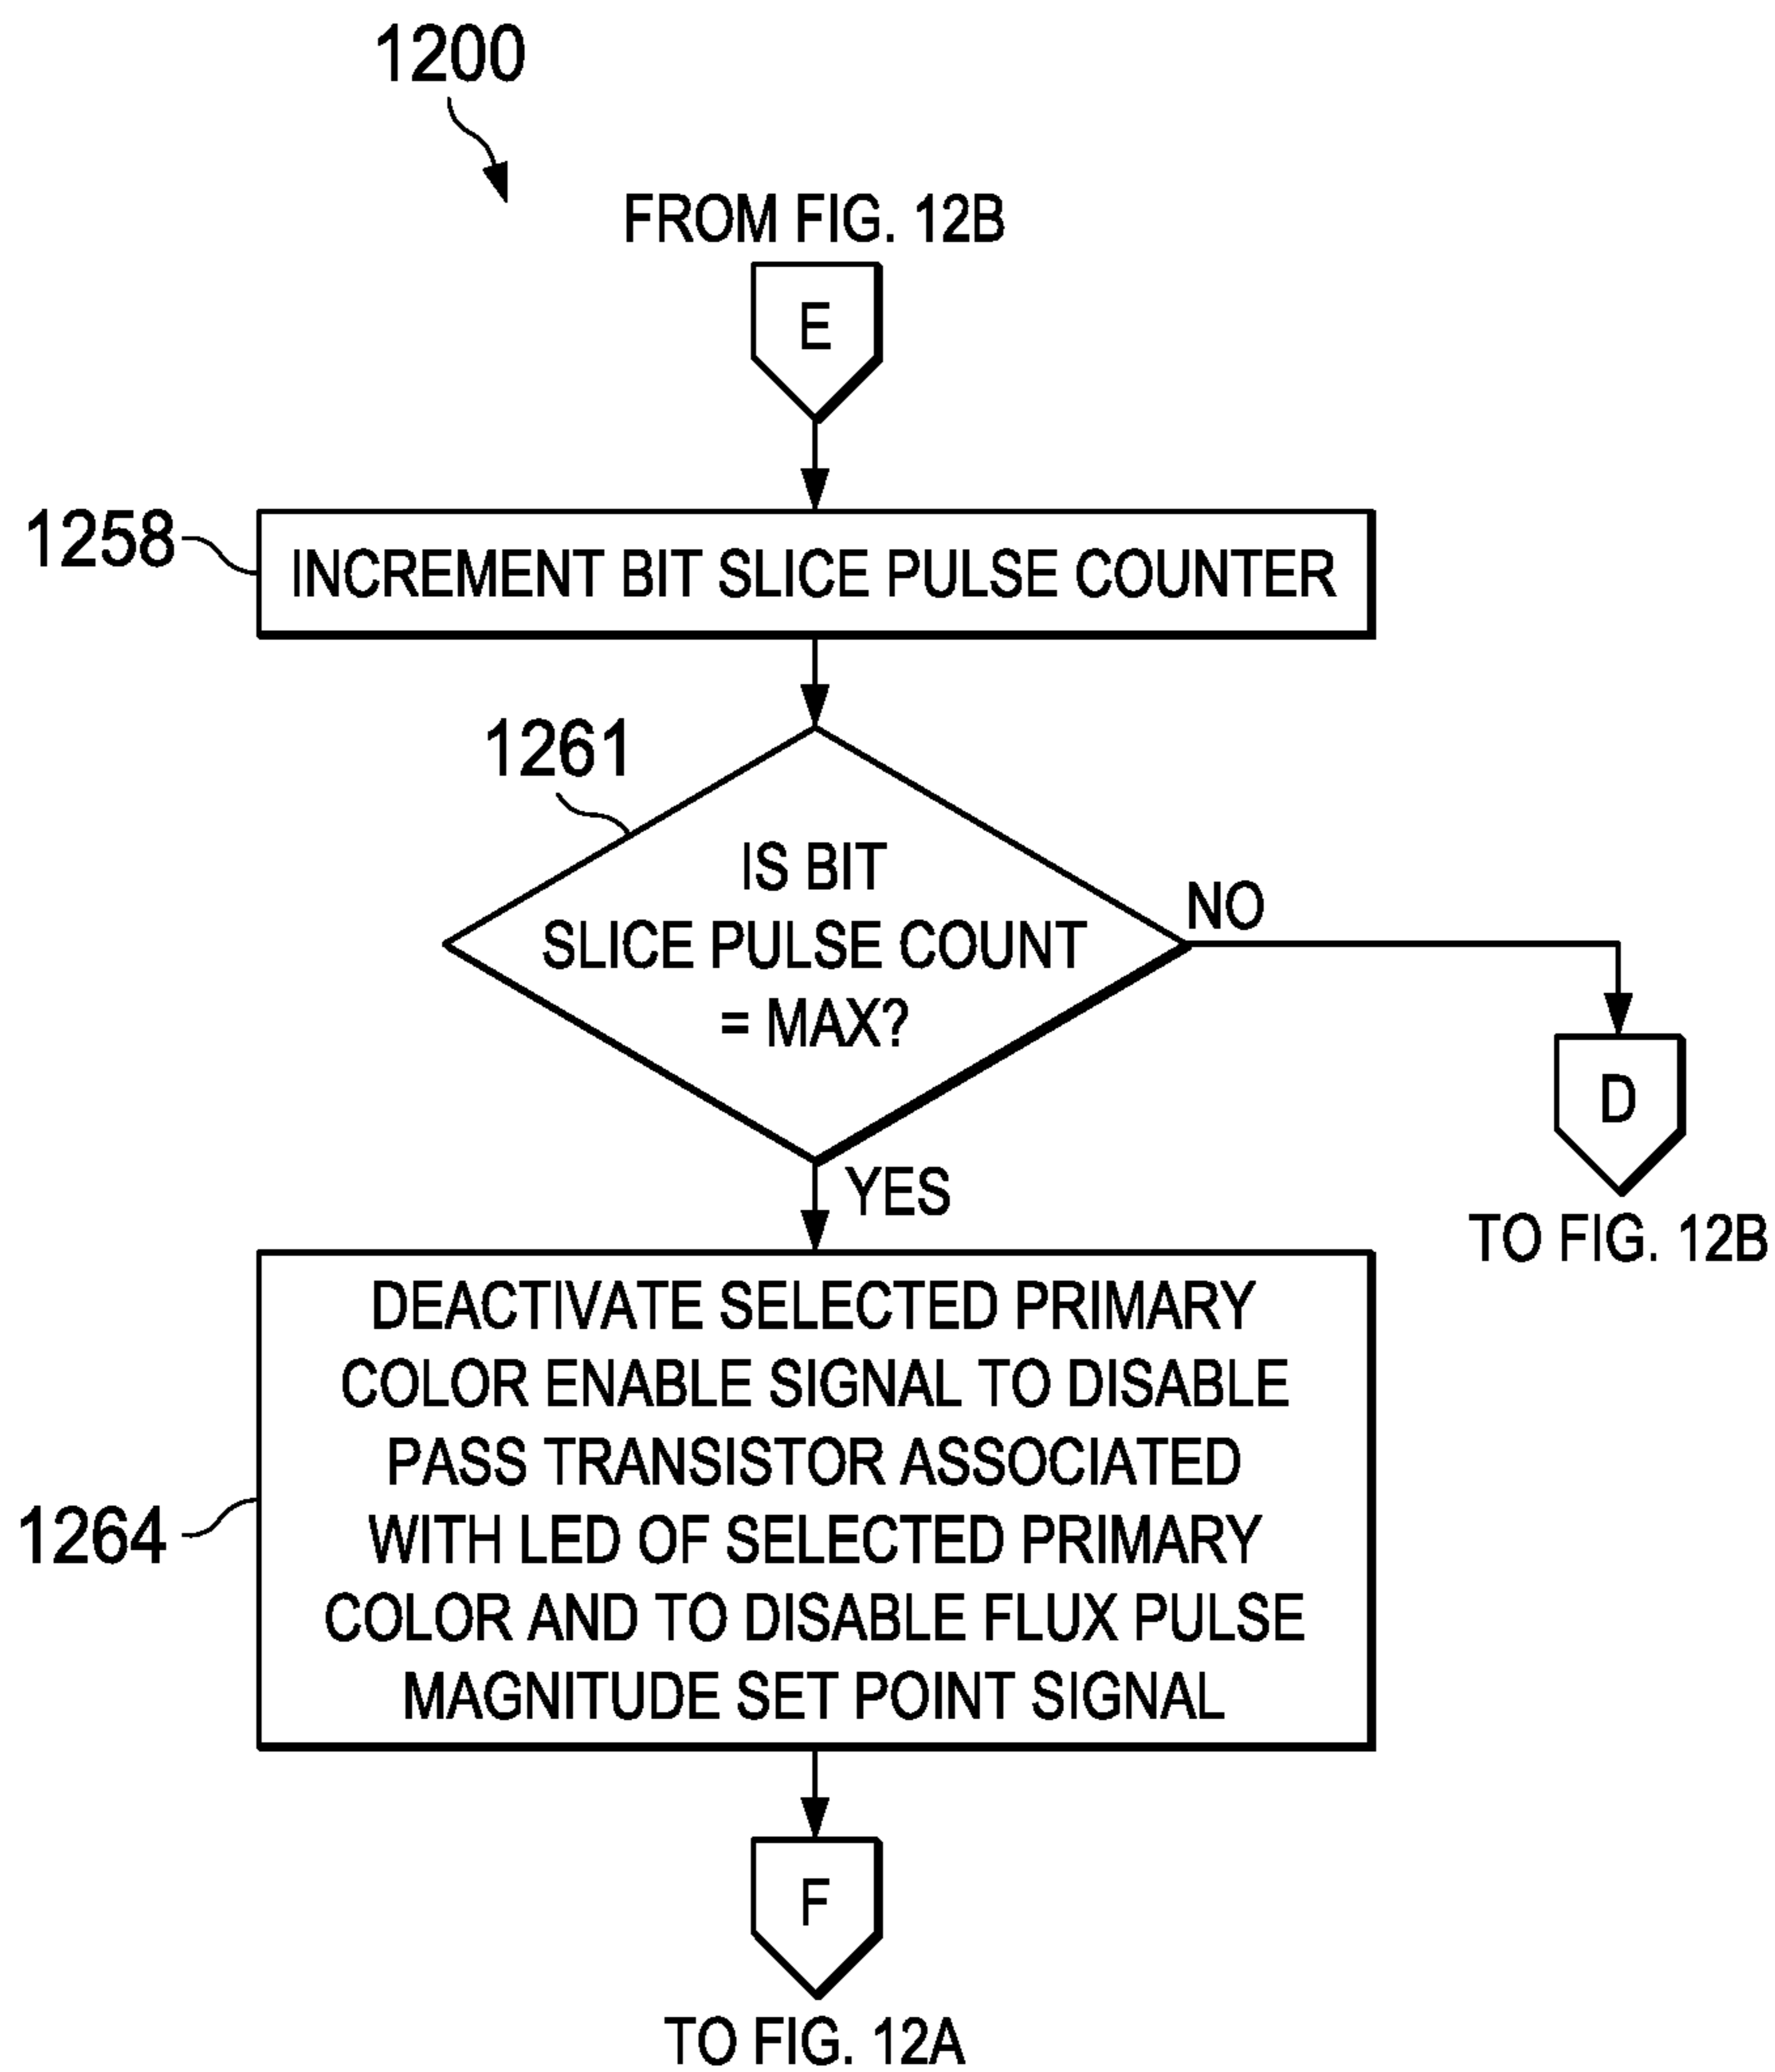 1200
FROM FIG. 12B
E
1258
INCREMENT BIT SLICE PULSE COUNTER
1261
IS BIT
SLICE PULSE COUNT
= MAX?
NO
D
TO FIG. 12B
YES
1264
DEACTIVATE SELECTED PRIMARY
COLOR ENABLE SIGNAL TO DISABLE
PASS TRANSISTOR ASSOCIATED
WITH LED OF SELECTED PRIMARY
COLOR AND TO DISABLE FLUX PULSE
MAGNITUDE SET POINT SIGNAL
F
TO FIG. 12A